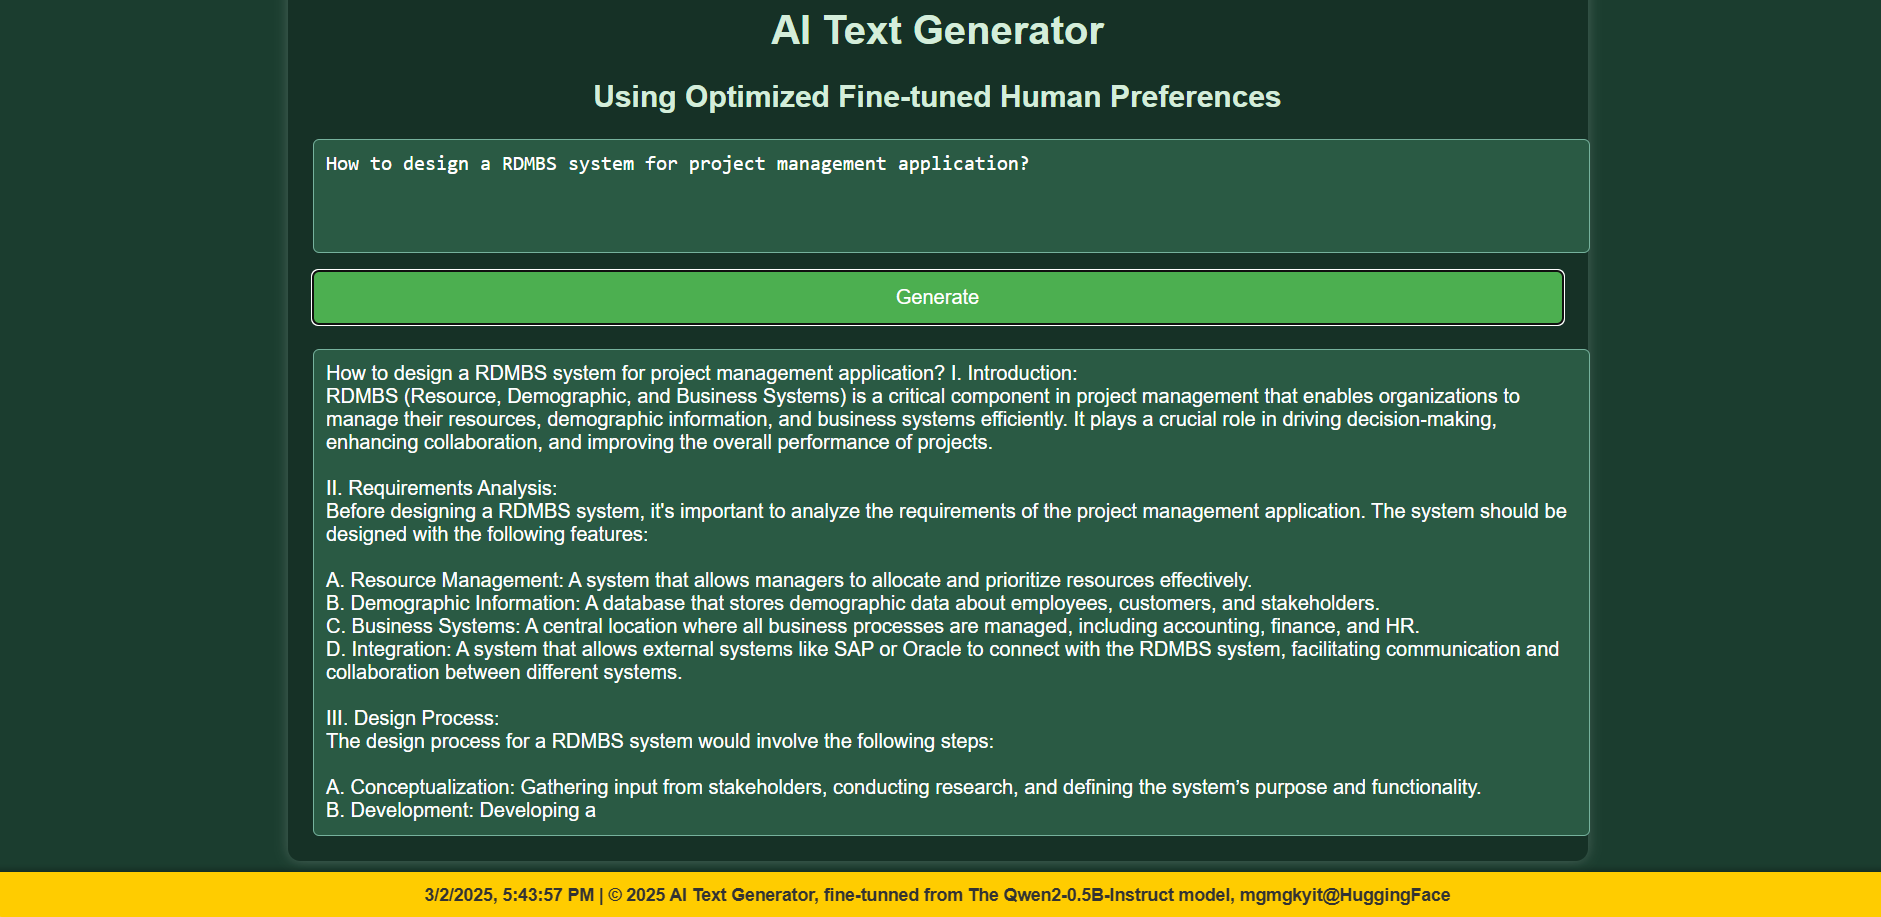 AI Text Generator
Using Optimized Fine-tuned Human Preferences
How to design a RDMBS system for project management application?
Generate
How to design a RDMBS system for project management application? I. Introduction:
RDMBS (Resource, Demographic, and Business Systems) is a critical component in project management that enables organizations to
manage their resources, demographic information, and business systems efficiently. It plays a crucial role in driving decision-making,
enhancing collaboration, and improving the overall performance of projects.
II. Requirements Analysis:
Before designing a RDMBS system, it's important to analyze the requirements of the project management application. The system should be
designed with the following features:
A. Resource Management: A system that allows managers to allocate and prioritize resources effectively.
B. Demographic Information: A database that stores demographic data about employees, customers, and stakeholders.
C. Business Systems: A central location where all business processes are managed, including accounting, finance, and HR.
D. Integration: A system that allows external systems like SAP or Oracle to connect with the RDMBS system, facilitating communication and
collaboration between different systems.
III. Design Process:
The design process for a RDMBS system would involve the following steps:
A. Conceptualization: Gathering input from stakeholders, conducting research, and defining the system’s purpose and functionality.
B. Development: Developing a
3/2/2025, 5:43:57 PM | © 2025 AI Text Generator, fine-tunned from The Qwen2-0.5B-Instruct model, mgmgkyit@HuggingFace